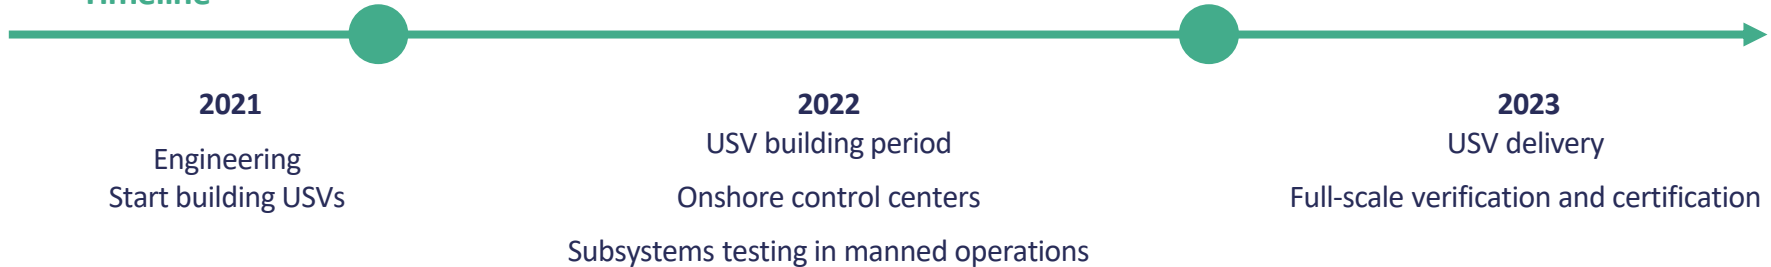 Timeline
2021
Engineering
Start building USVs
2022
USV building period
Onshore control centers
Subsystems testing in manned operations
2023
USV delivery
Full-scale verification and certification